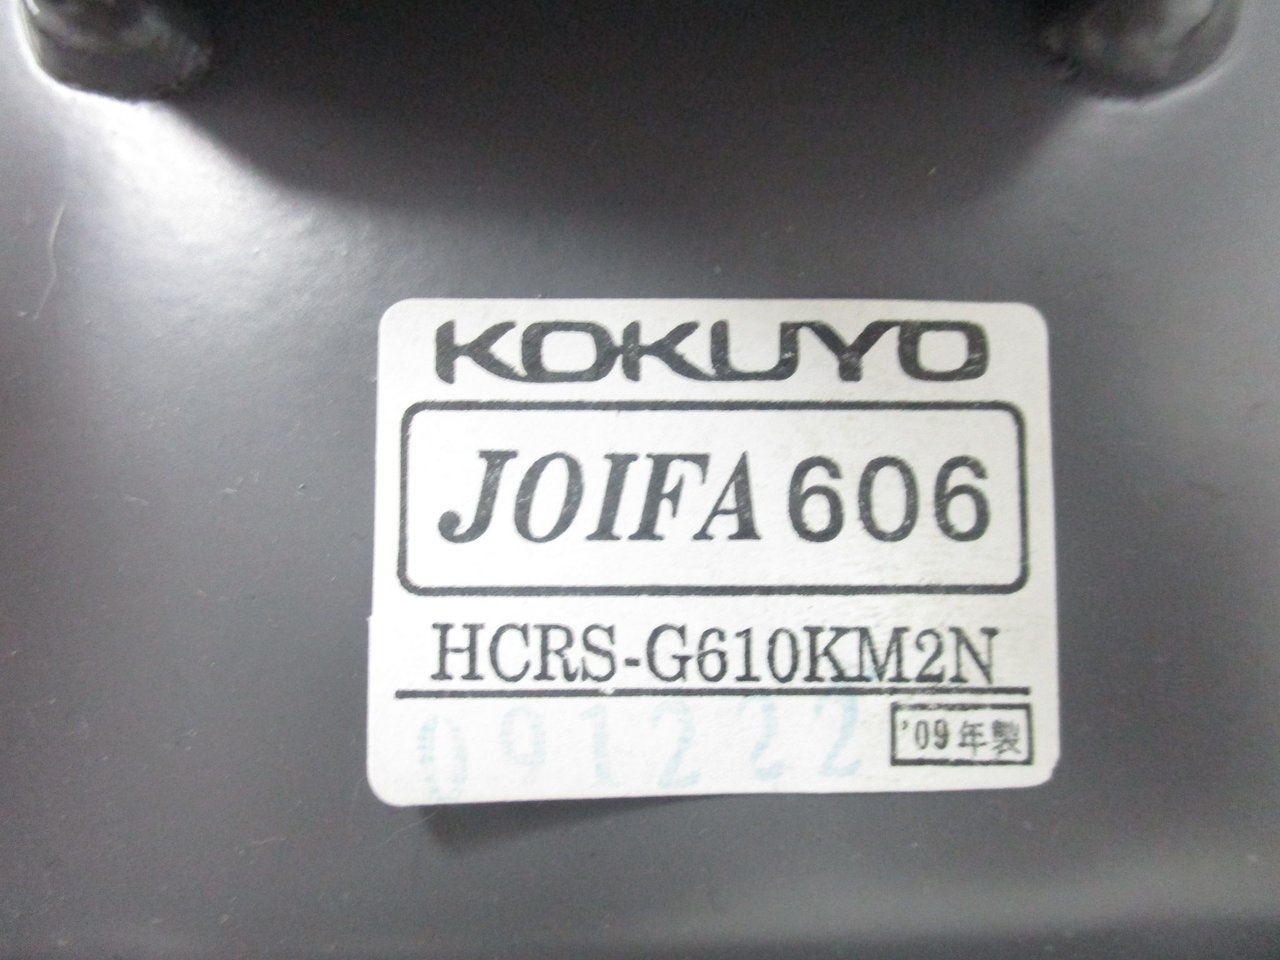 KOKUYO
JOIFA 606
HCRS-G610KM2N
091222
'09年製